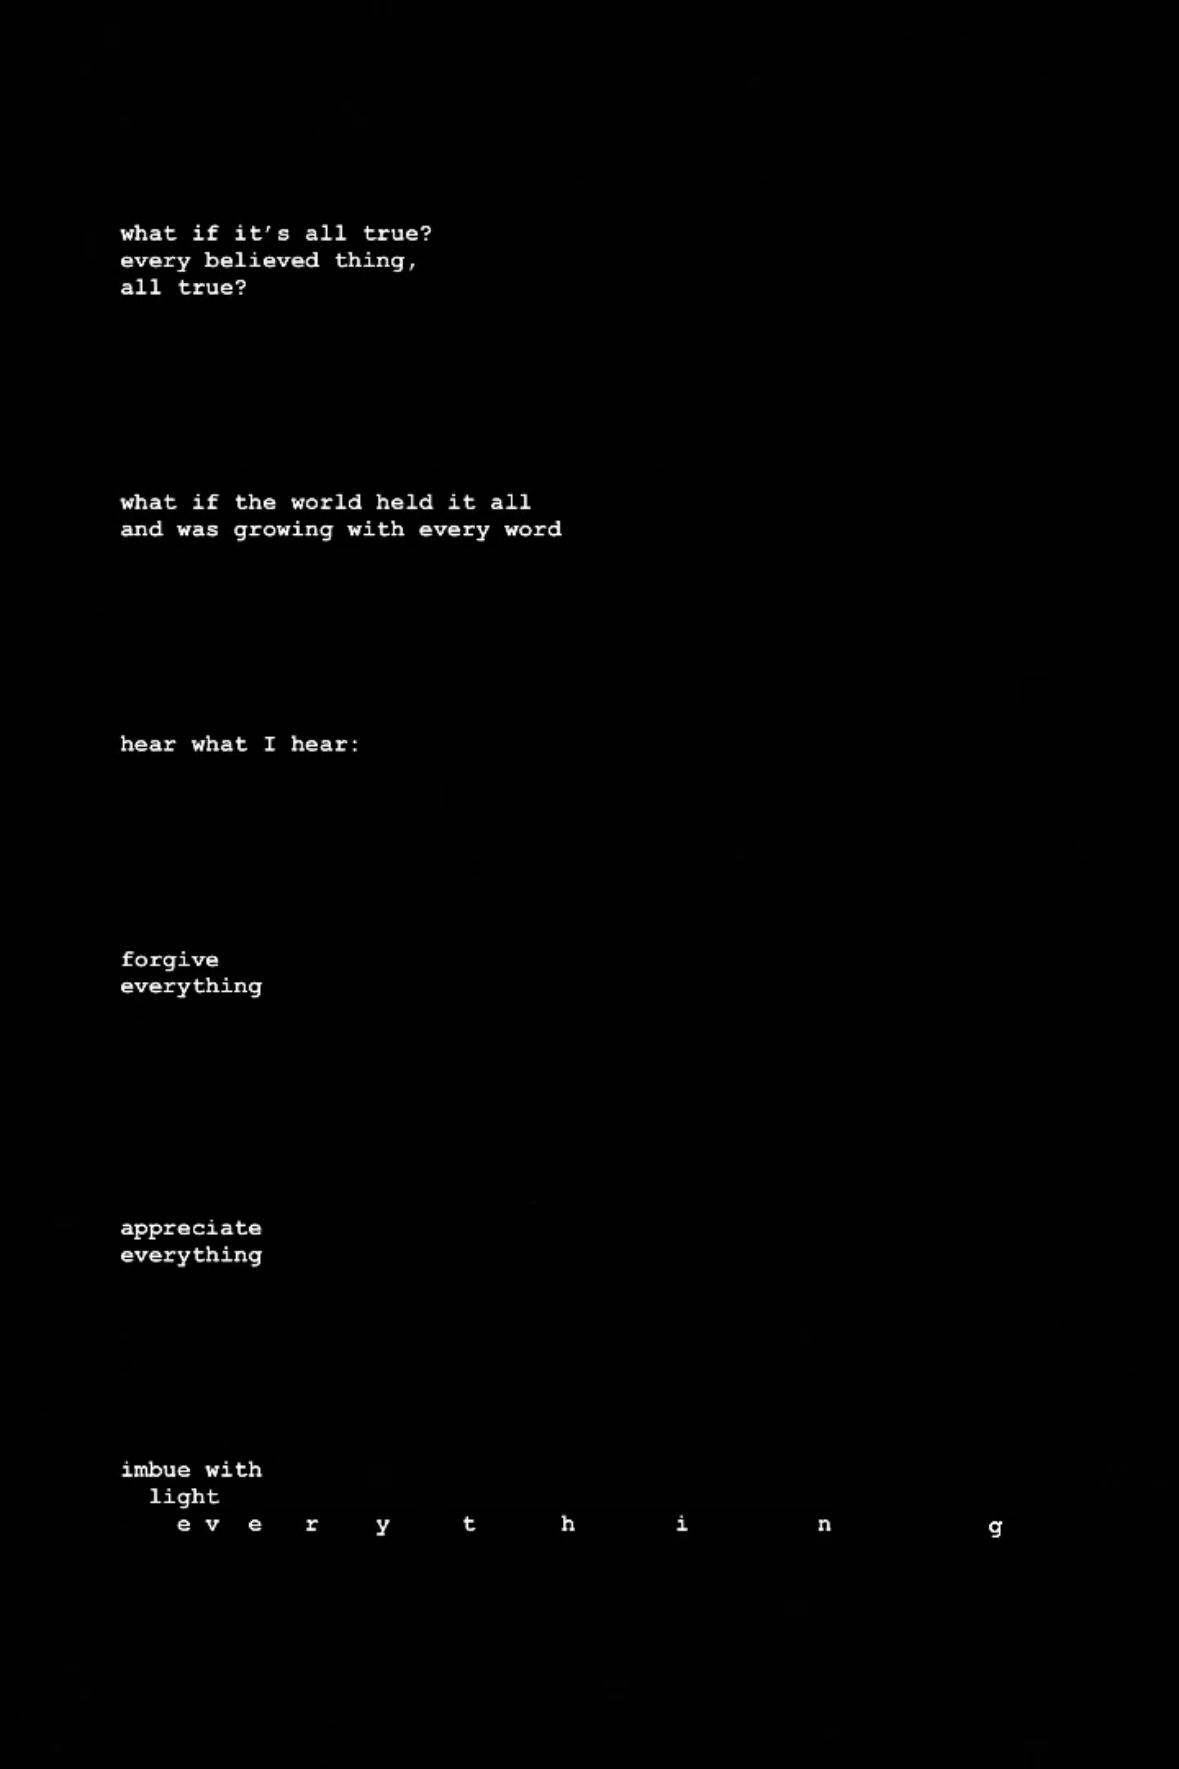 what if it's all true?
every believed thing,
all true?
what if the world held it all
and was growing with every word
hear what I hear:
forgive
everything
appreciate
everything
imbue with
light
e v e r y t h i n g